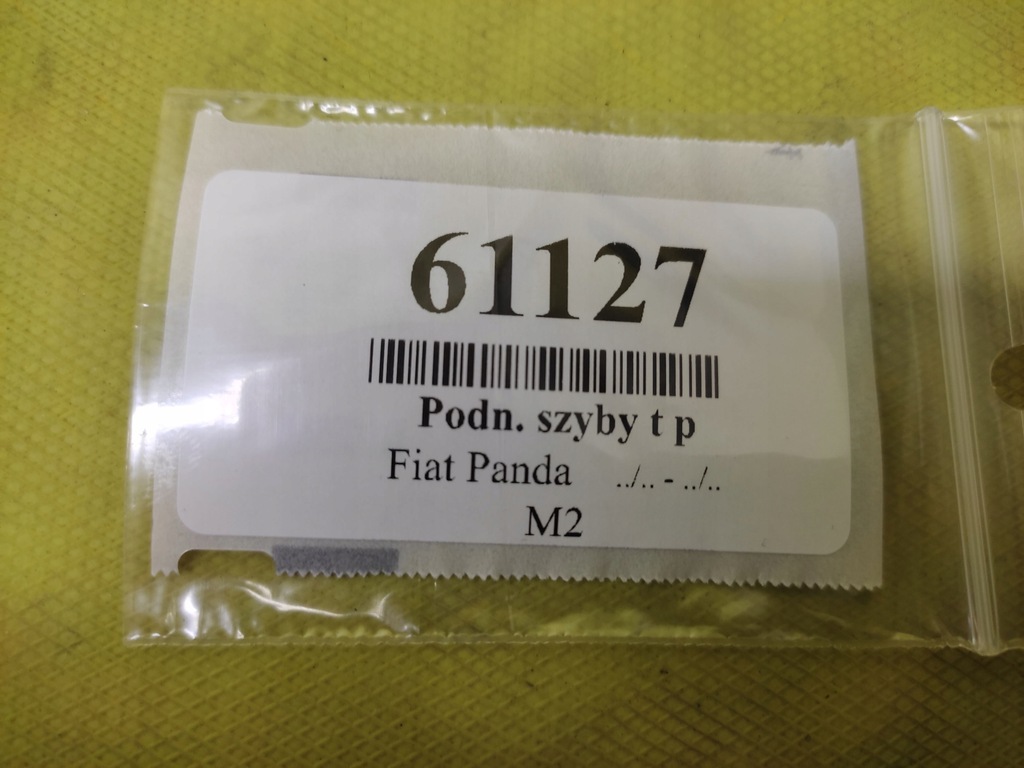 61127
Podn. szyby t p
Fiat Panda ../.. - ../..
M2